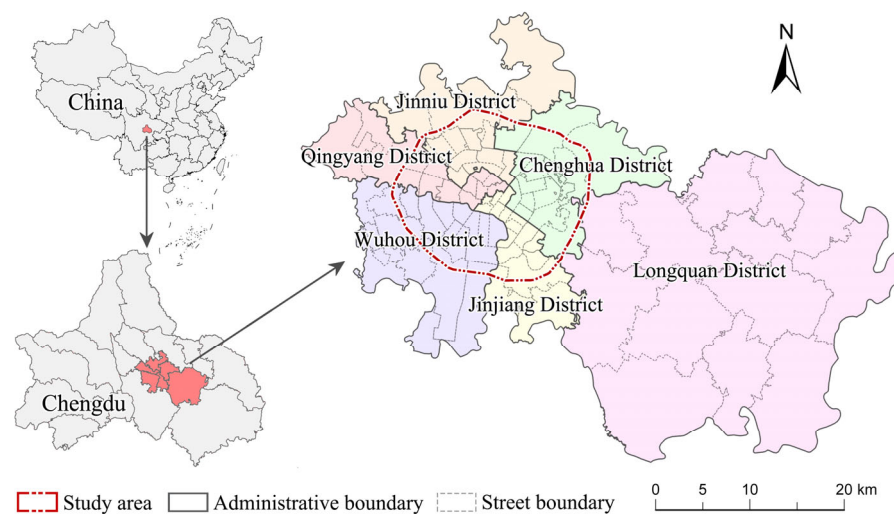 China
Chengdu
N
Jinniu District
Qingyang District
Chenghua District
Wuhou District
Longquan District
Jinjiang District
Study area
Administrative boundary
Street boundary
0 5 10 20 km